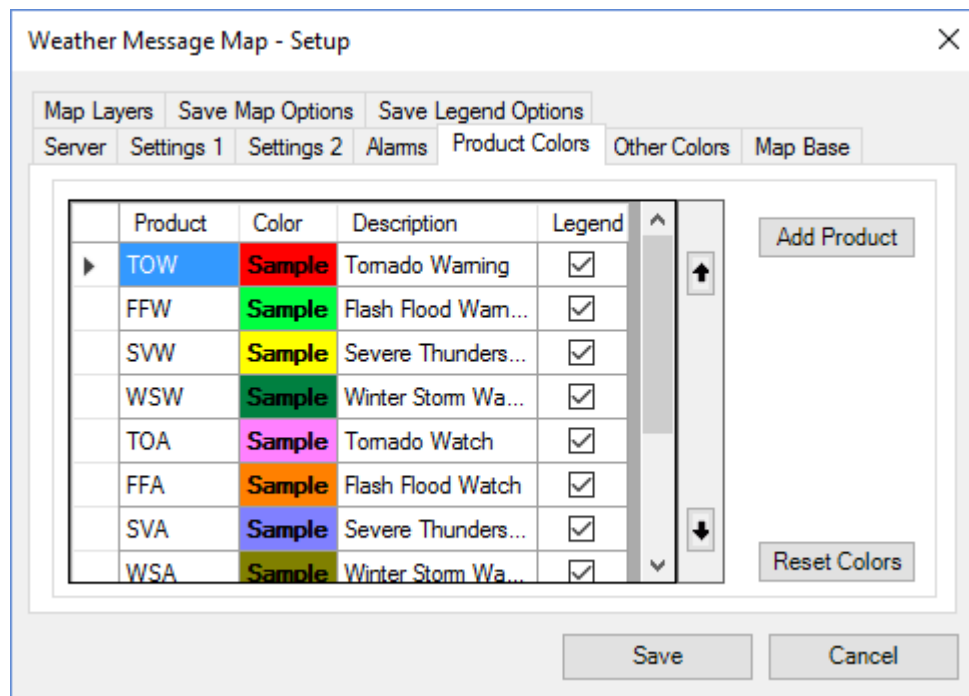 Weather Message Map - Setup
Map Layers Save Map Options Save Legend Options
Server Settings 1 Settings 2 Alarms Product Colors Other Colors Map Base
Product Color Description Legend
TOW Sample Tornado Warning
FFW Sample Flash Flood Warn...
SVW Sample Severe Thunders...
WSW Sample Winter Storm Wa...
TOA Sample Tornado Watch
FFA Sample Flash Flood Watch
SVA Sample Severe Thunders...
WSA Sample Winter Storm Wa...
Add Product
Reset Colors
Save Cancel